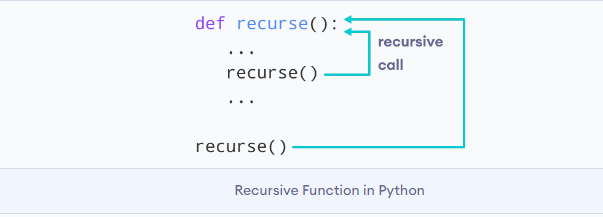 def recurse():
...
recursive
call
recurse()
...
recurse()
Recursive Function in Python